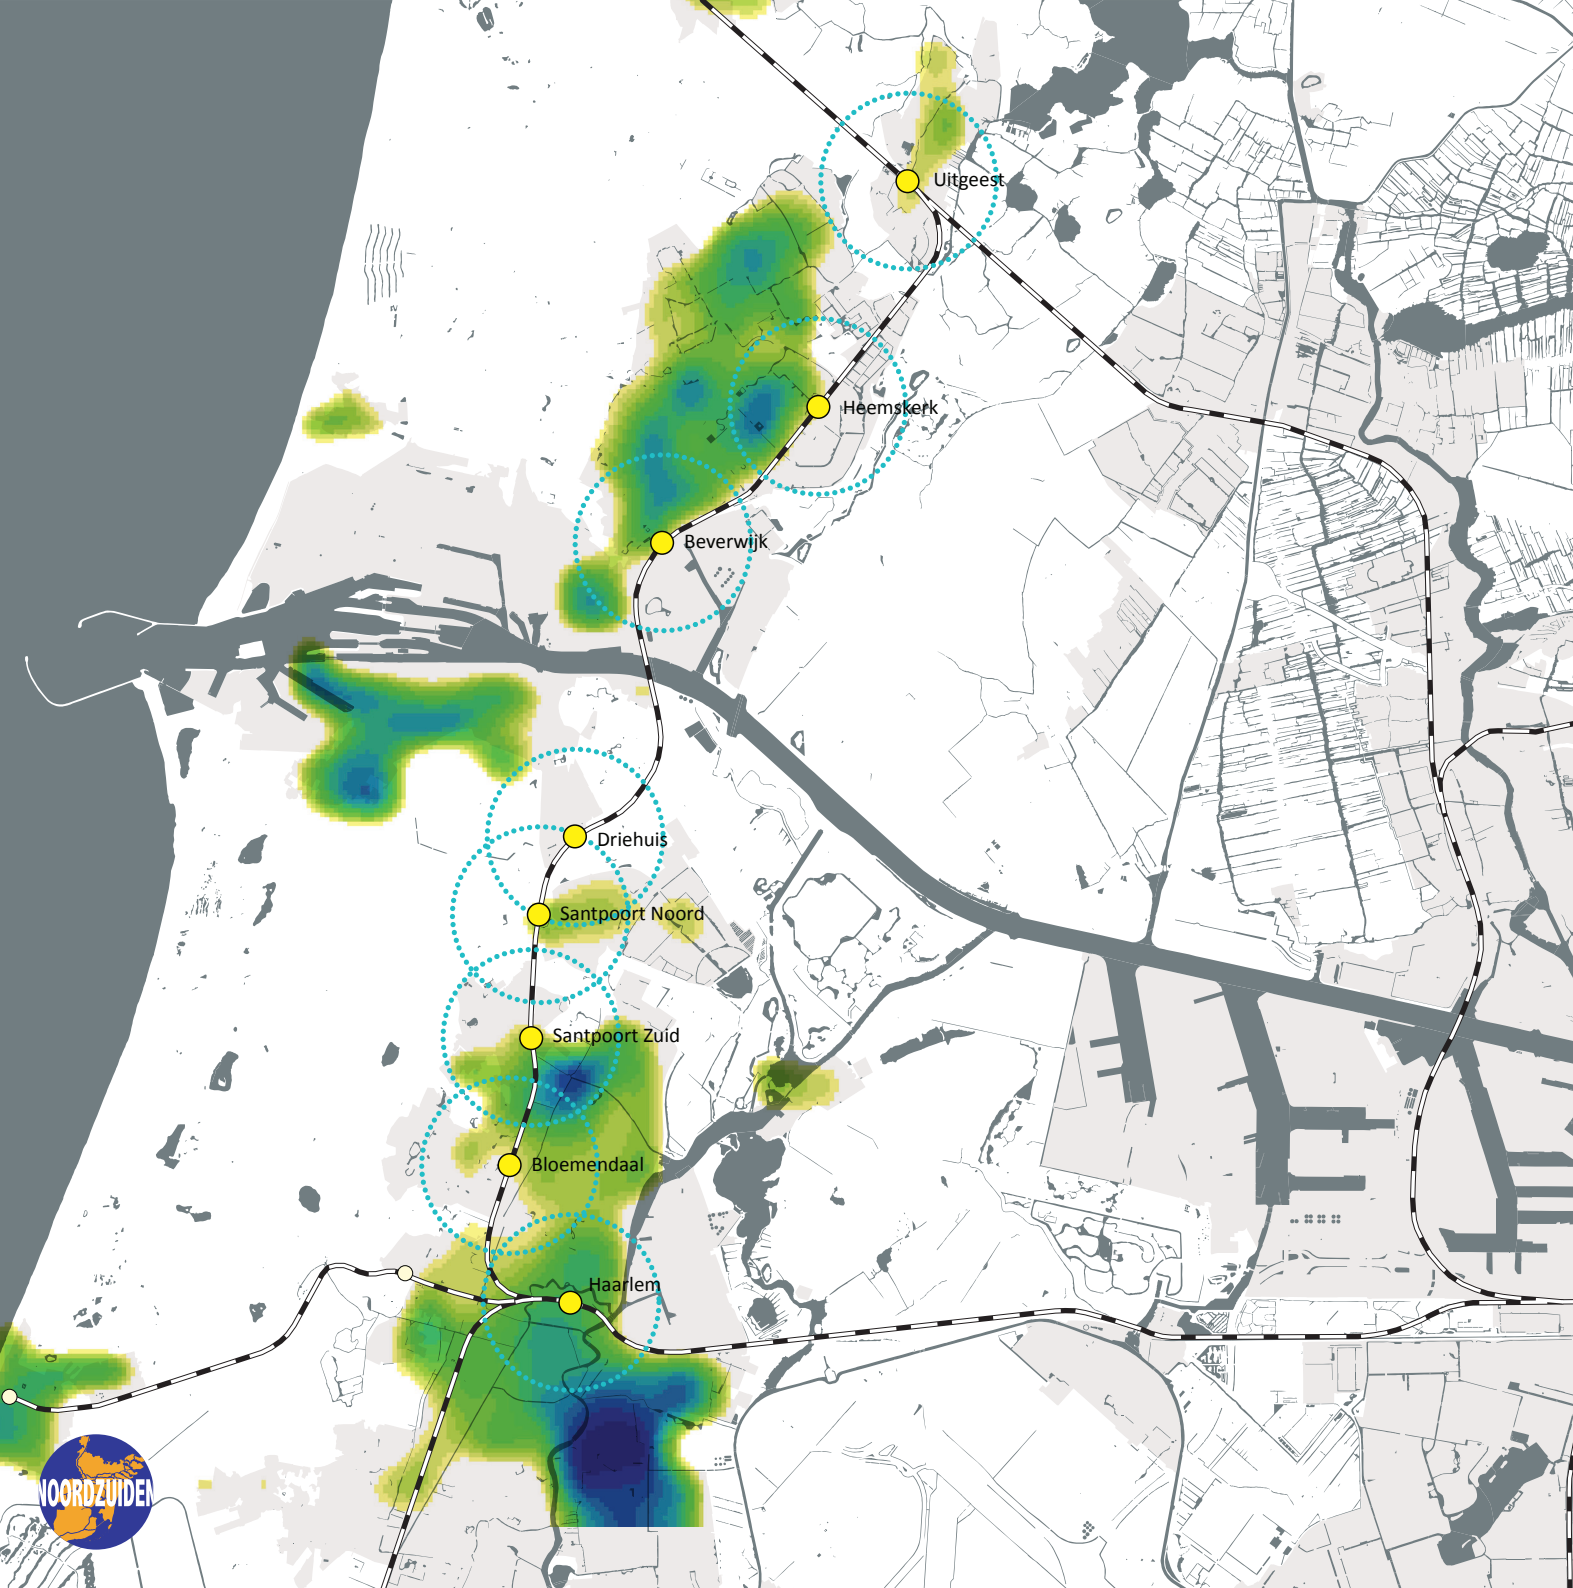 Uitgeest
Heemskerk
Beverwijk
Driehuis
Santpoort Noord
Santpoort Zuid
Bloemendaal
Haarlem
NOORDZUIDEN